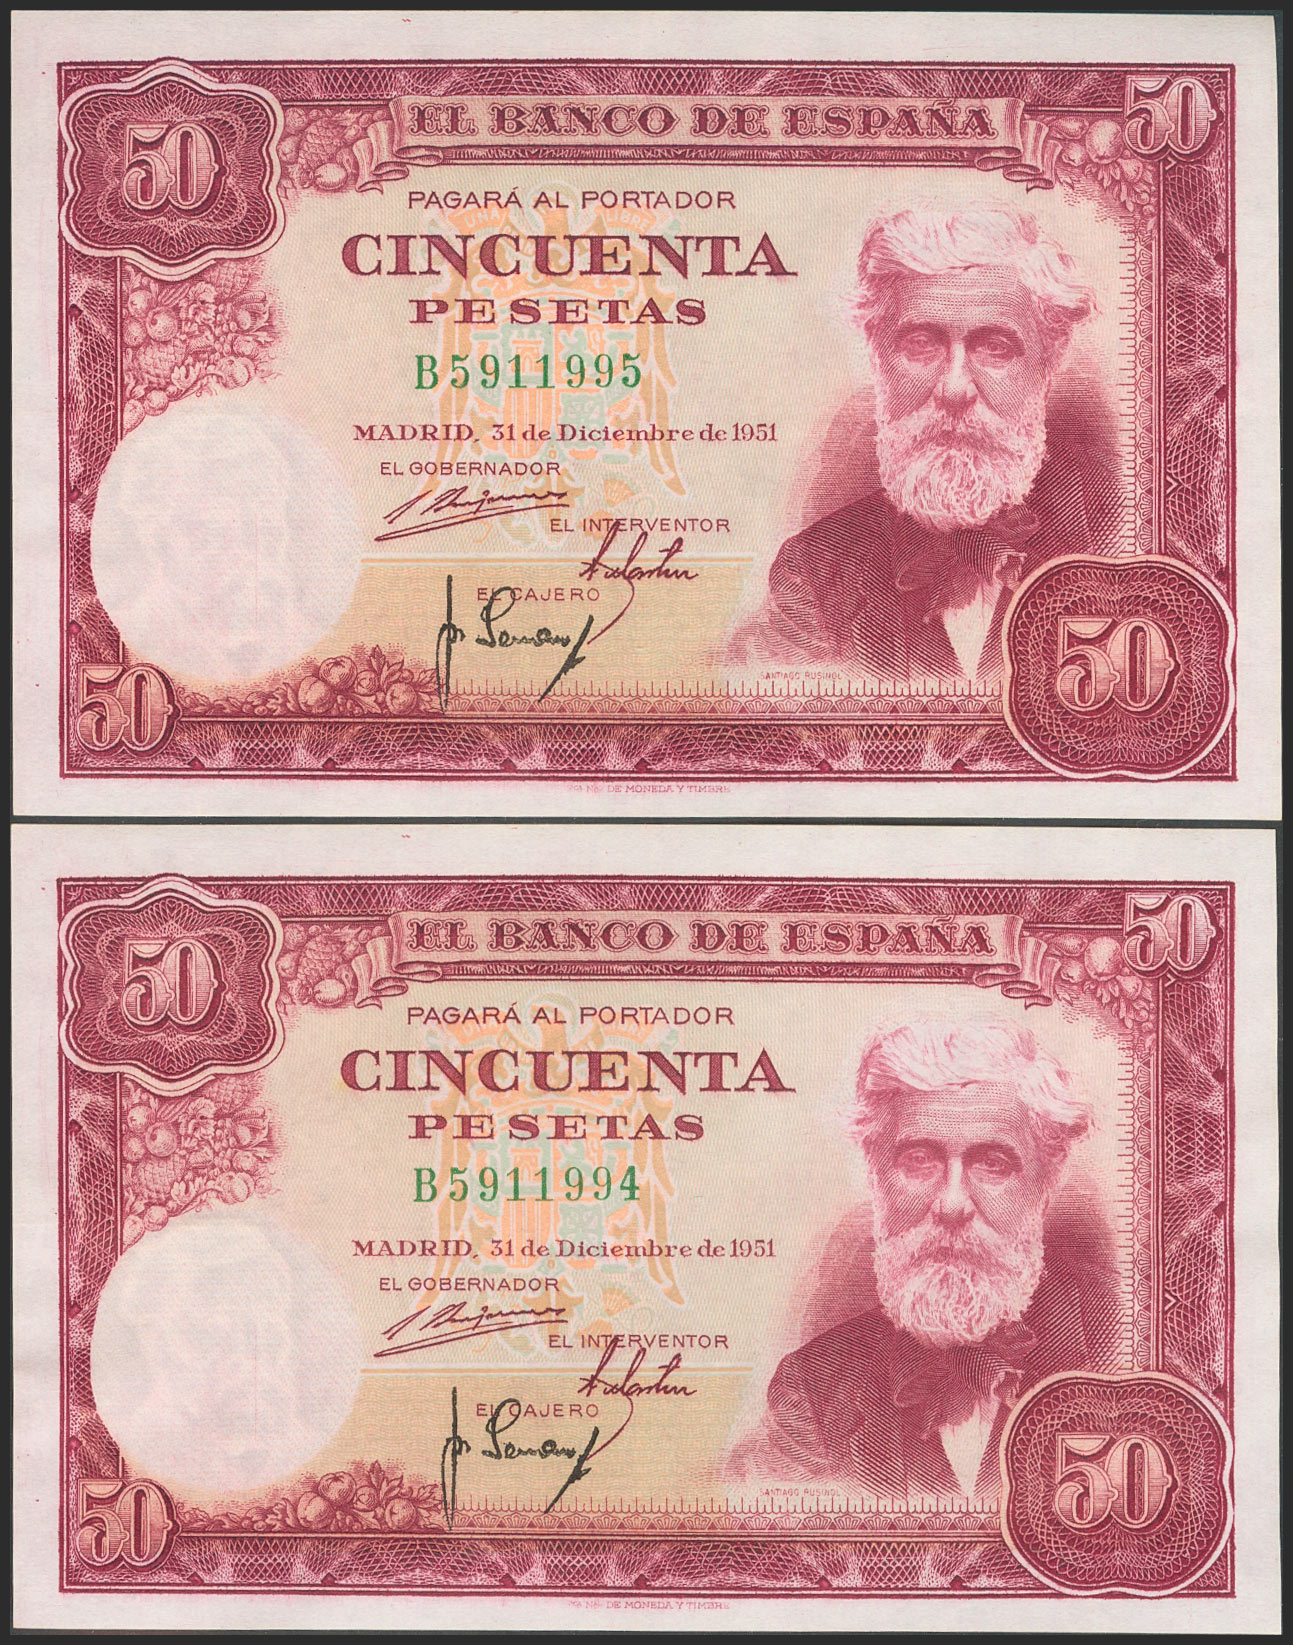 50
50
EL BANCO DE ESPAÑA
PAGARÁ AL PORTADOR
UNA
LIBRE
CINCUENTA
PESETAS
B5911995
MADRID, 31 de Diciembre de 1951
EL GOBERNADOR
EL INTERVENTOR
EL CAJERO
SANTIAGO RUSIÑOL
50
50
DE MONEDA Y TIMBRE
50
50
EL BANCO DE ESPAÑA
PAGARÁ AL PORTADOR
CINCUENTA
PESETAS
B5911994
MADRID, 31 de Diciembre de 1951
EL GOBERNADOR
EL INTERVENTOR
EL CAJERO
SANTIAGO RUSIÑOL
50
50
DE MONEDA Y TIMBRE